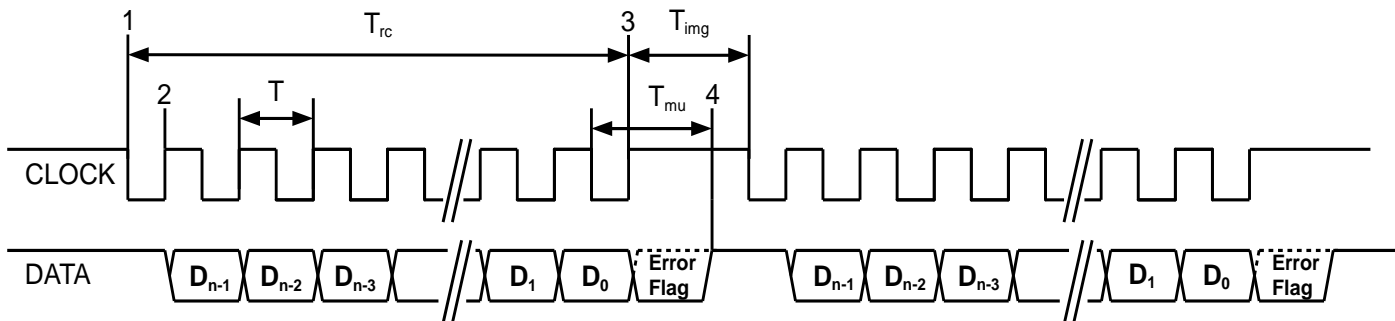 1 T_rc 3 T_img
2 T T_mu 4
CLOCK
DATA D_n-1 D_n-2 D_n-3 D_1 D_0 Error Flag D_n-1 D_n-2 D_n-3 D_1 D_0 Error Flag